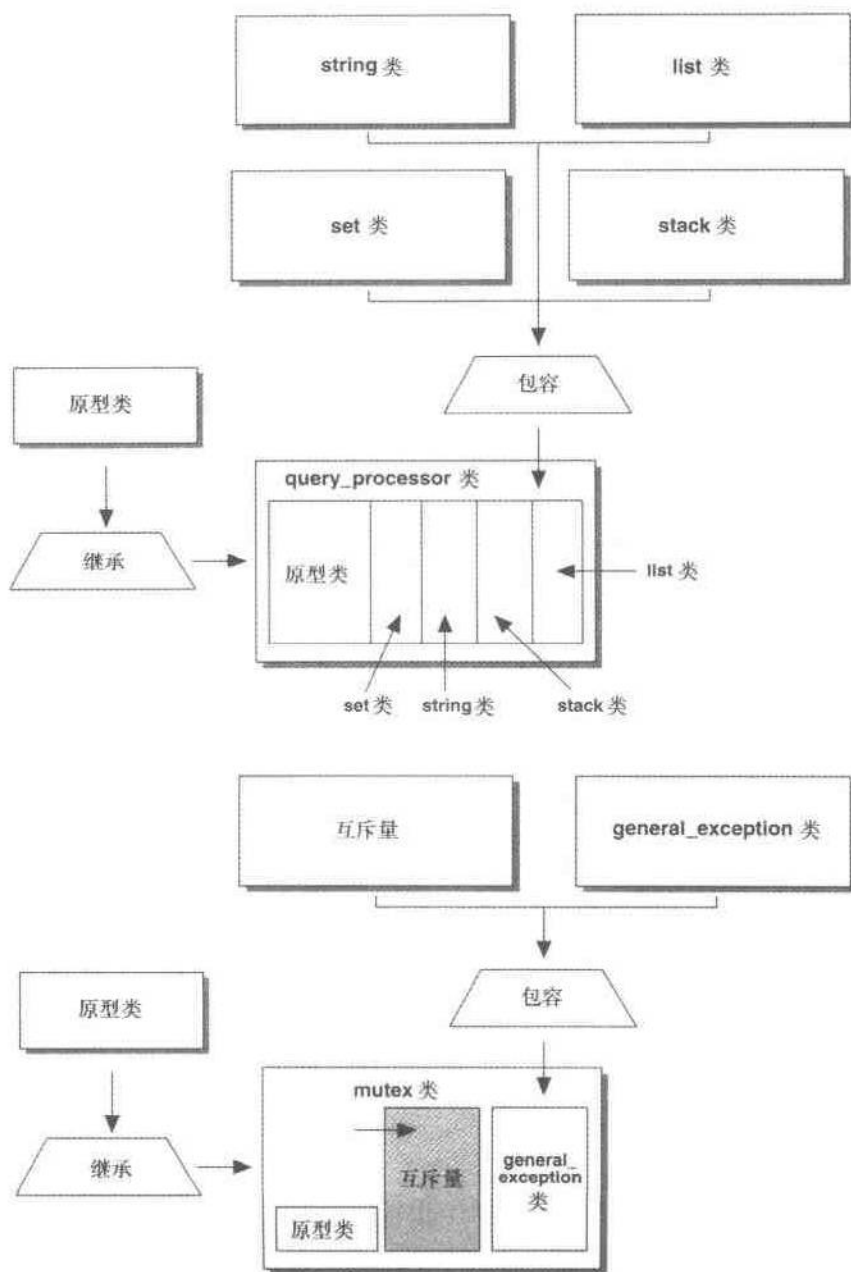 string 类
list 类
set 类
stack 类
包容
原型类
query_processor 类
继承
原型类
list 类
set 类
string 类
stack 类
互斥量
general_exception 类
原型类
包容
mutex 类
继承
互斥量
general_
exception
类
原型类